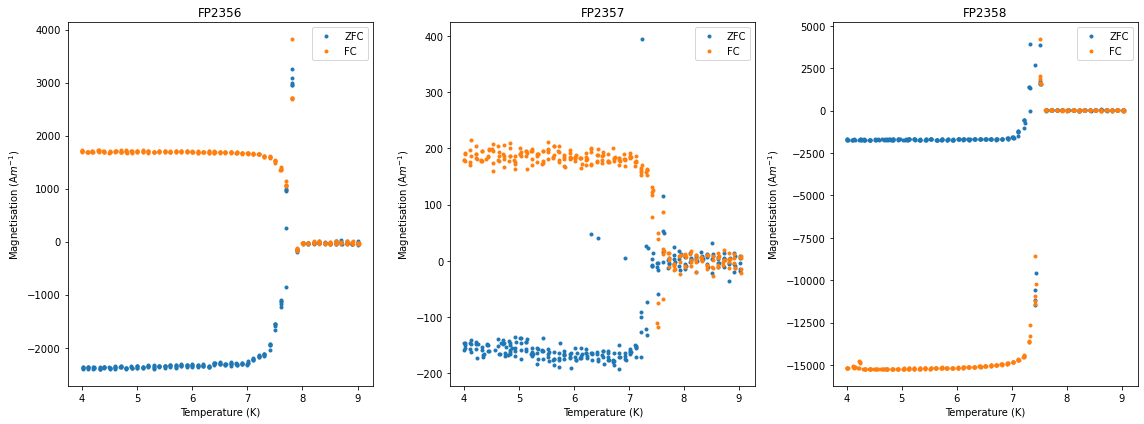 FP2356
Magnetisation (Am⁻¹)
4000
3000
2000
1000
0
−1000
−2000
4 5 6 7 8 9
Temperature (K)
ZFC
FC
FP2357
Magnetisation (Am⁻¹)
400
300
200
100
0
−100
−200
4 5 6 7 8 9
Temperature (K)
ZFC
FC
FP2358
Magnetisation (Am⁻¹)
5000
2500
0
−2500
−5000
−7500
−10000
−12500
−15000
4 5 6 7 8 9
Temperature (K)
ZFC
FC